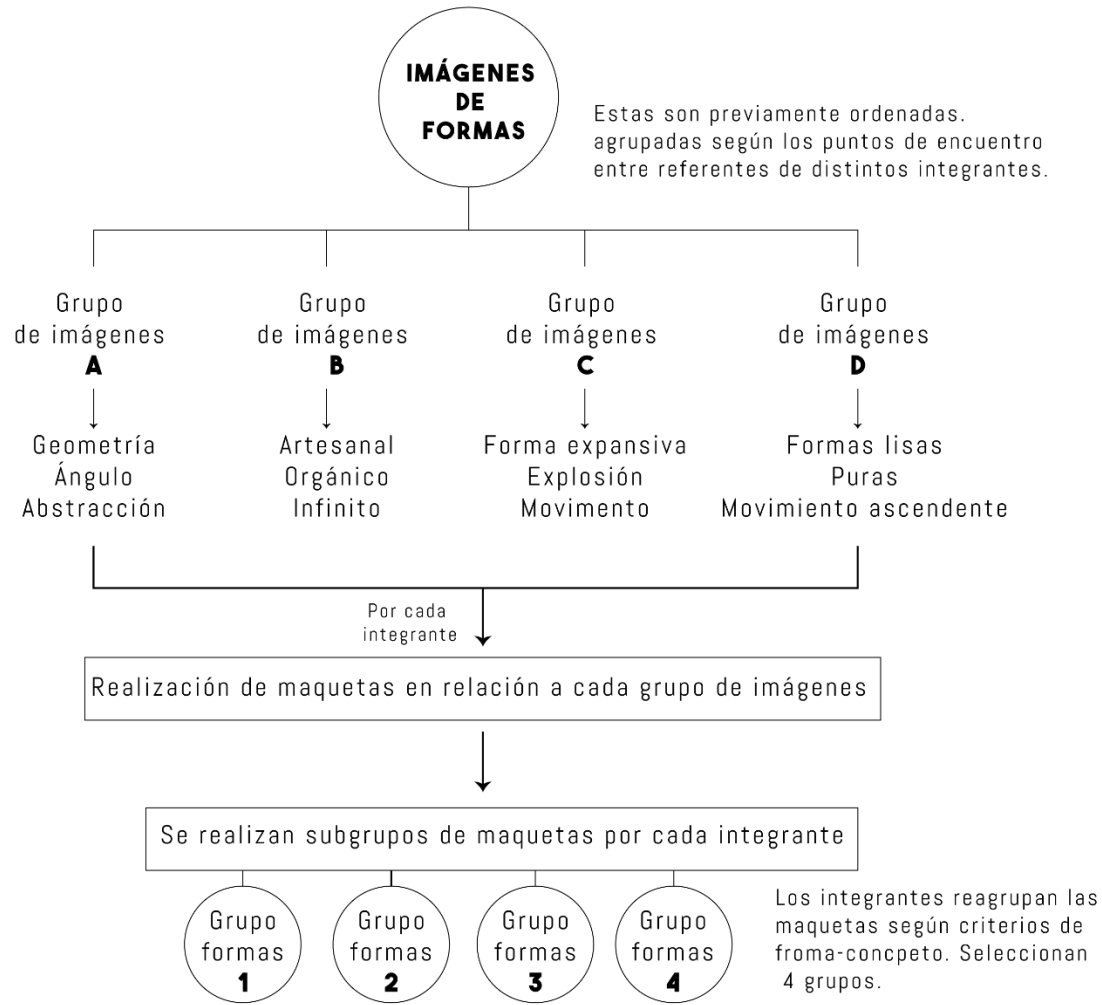 IMÁGENES
DE
FORMAS
Estas son previamente ordenadas.
agrupadas según los puntos de encuentro
entre referentes de distintos integrantes.
Grupo
de imágenes
A
Grupo
de imágenes
B
Grupo
de imágenes
C
Grupo
de imágenes
D
Geometría
Ángulo
Abstracción
Artesanal
Orgánico
Infinito
Forma expansiva
Explosión
Movimento
Formas lisas
Puras
Movimiento ascendente
Por cada
integrante
Realización de maquetas en relación a cada grupo de imágenes
Se realizan subgrupos de maquetas por cada integrante
Grupo
formas
1
Grupo
formas
2
Grupo
formas
3
Grupo
formas
4
Los integrantes reagrupan las
maquetas según criterios de
froma-concpeto. Seleccionan
4 grupos.